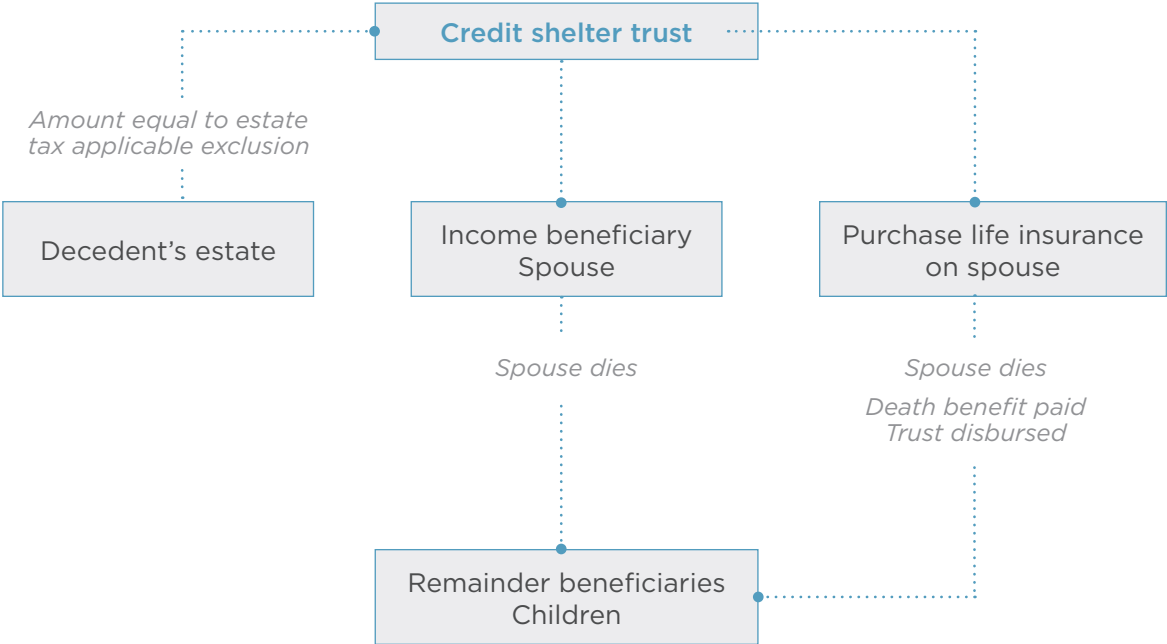 Credit shelter trust
Amount equal to estate
tax applicable exclusion
Decedent’s estate
Income beneficiary
Spouse
Purchase life insurance
on spouse
Spouse dies
Spouse dies
Death benefit paid
Trust disbursed
Remainder beneficiaries
Children